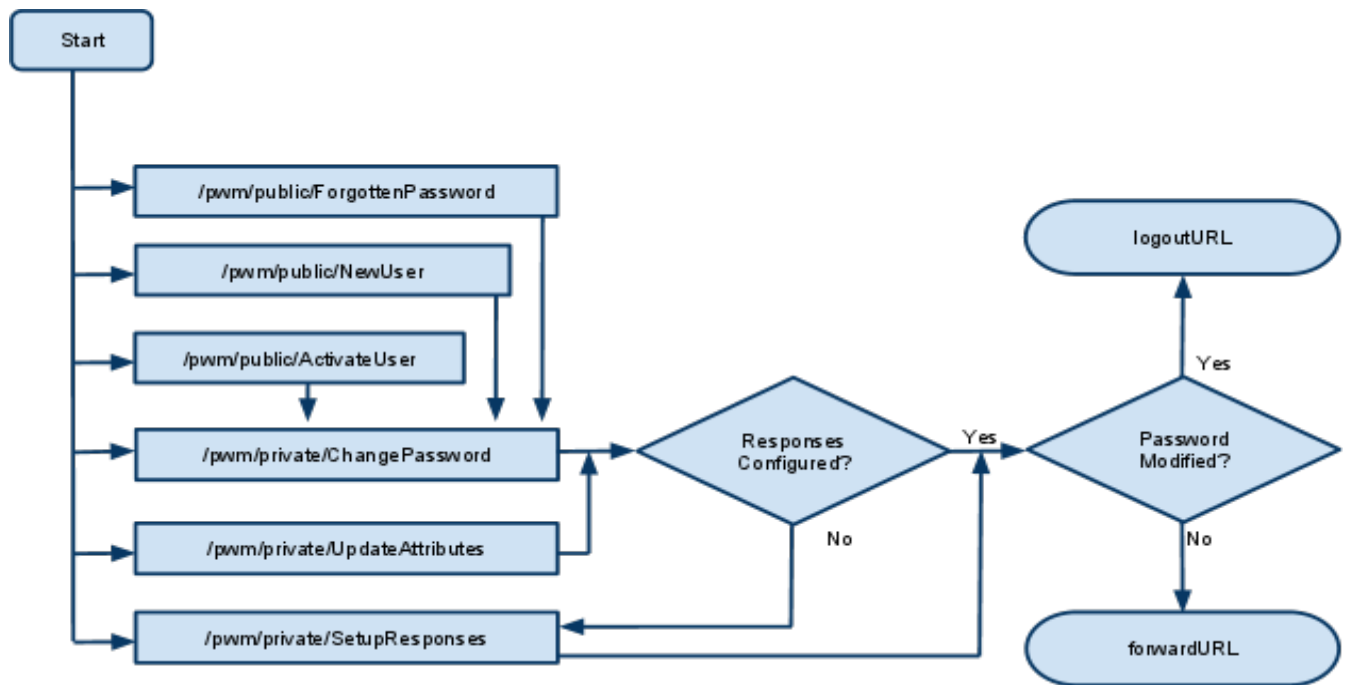 Start
/pwm/public/ForgottenPassword
/pwm/public/NewUser
/pwm/public/ActivateUser
/pwm/private/ChangePassword
/pwm/private/UpdateAttributes
/pwm/private/SetupResponses
Responses
Configured?
Yes
No
Password
Modified?
Yes
No
logoutURL
forwardURL